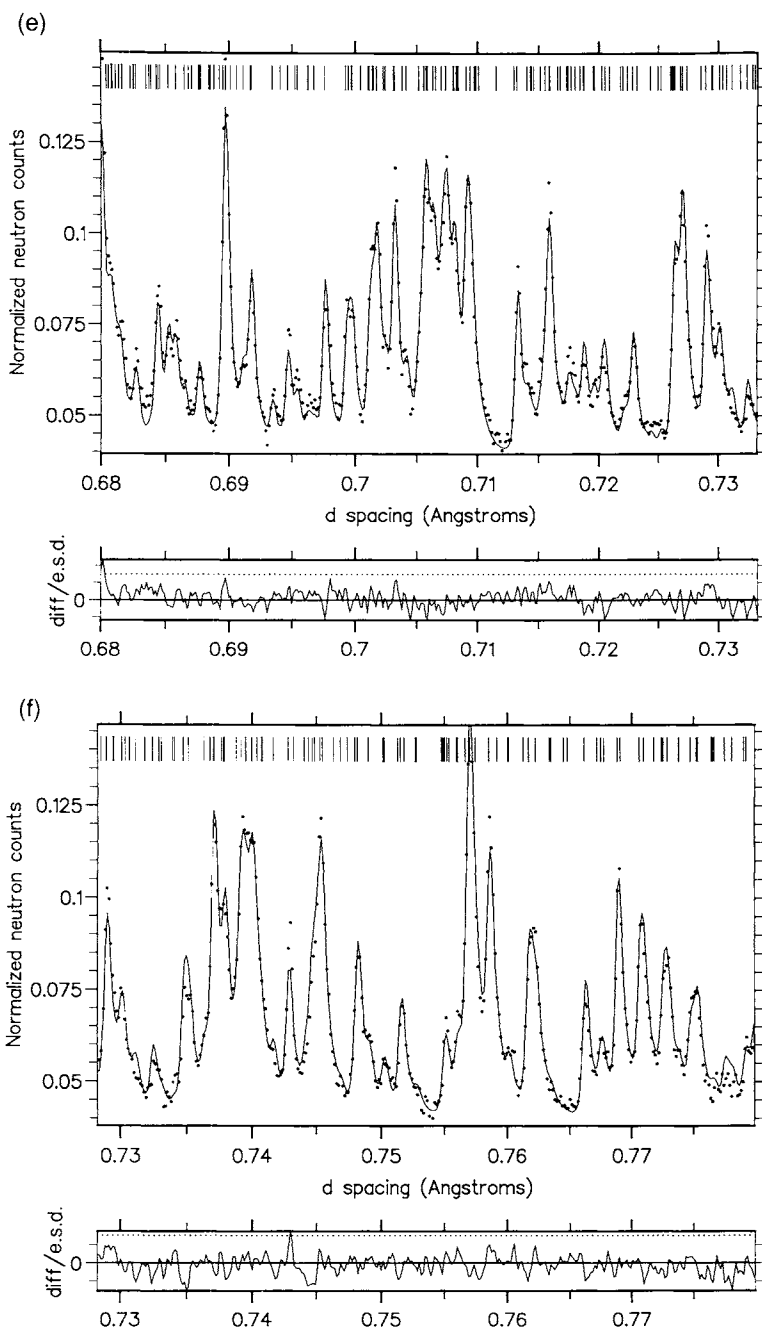 (e)
Normalized neutron counts
0.125
0.1
0.075
0.05
0.68 0.69 0.7 0.71 0.72 0.73
d spacing (Angstroms)
diff/e.s.d.
0
0.68 0.69 0.7 0.71 0.72 0.73
(f)
Normalized neutron counts
0.125
0.1
0.075
0.05
0.73 0.74 0.75 0.76 0.77
d spacing (Angstroms)
diff/e.s.d.
0
0.73 0.74 0.75 0.76 0.77